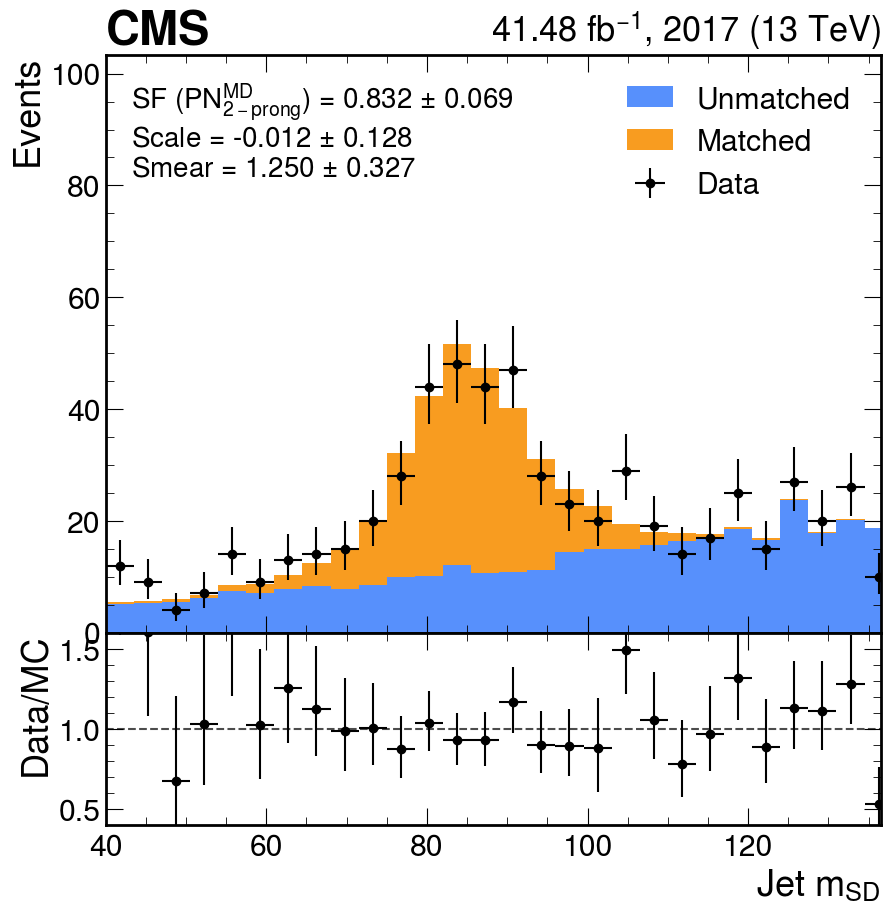 CMS 41.48 fb⁻¹, 2017 (13 TeV)
Events
100
80
60
40
20
0
SF (PN^{MD}_{2-prong}) = 0.832 ± 0.069
Scale = -0.012 ± 0.128
Smear = 1.250 ± 0.327
Unmatched
Matched
Data
Data/MC
1.5
1.0
0.5
40 60 80 100 120
Jet m_{SD}